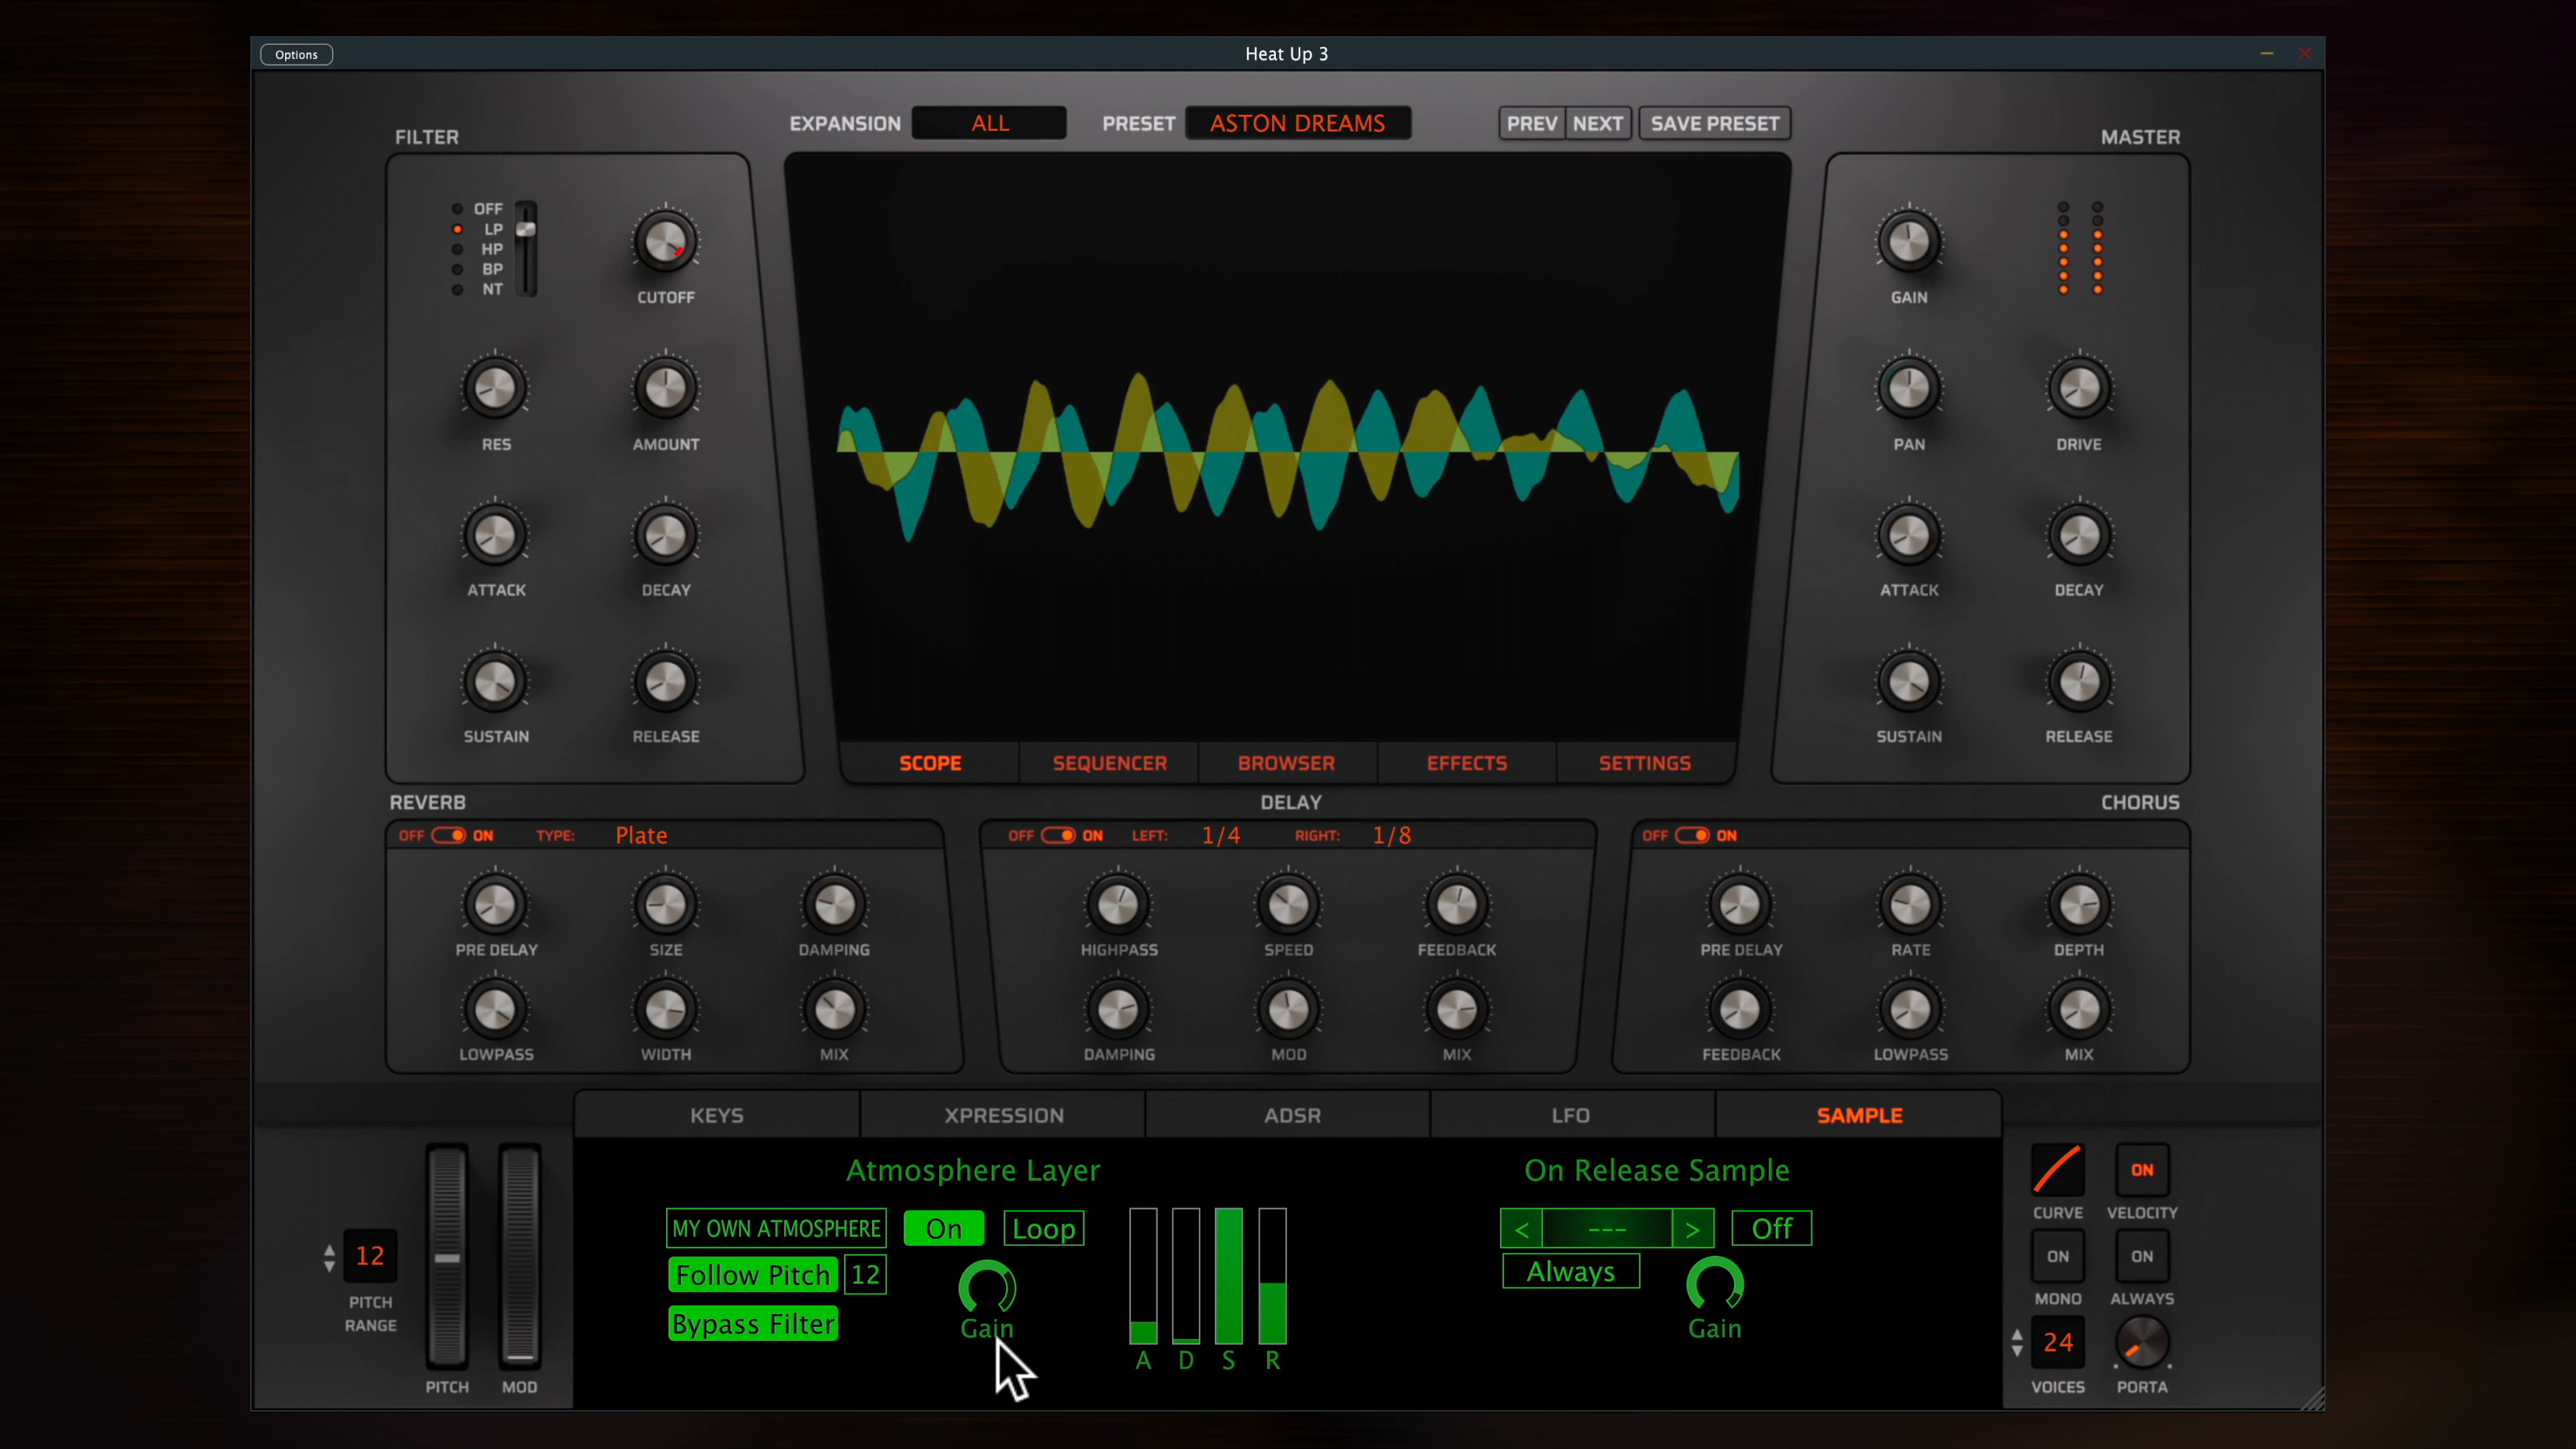 Options
Heat Up 3
EXPANSION ALL PRESET ASTON DREAMS PREV NEXT SAVE PRESET
FILTER
MASTER
OFF
LP
HP
BP
NT
CUTOFF
RES
AMOUNT
ATTACK
DECAY
SUSTAIN
RELEASE
SCOPE SEQUENCER BROWSER EFFECTS SETTINGS
GAIN
PAN
DRIVE
ATTACK
DECAY
SUSTAIN
RELEASE
REVERB
OFF ON TYPE: Plate
PRE DELAY SIZE DAMPING
LOWPASS WIDTH MIX
DELAY
OFF ON LEFT: 1/4 RIGHT: 1/8
HIGHPASS SPEED FEEDBACK
DAMPING MOD MIX
CHORUS
OFF ON
PRE DELAY RATE DEPTH
FEEDBACK LOWPASS MIX
KEYS XPRESSION ADSR LFO SAMPLE
12
PITCH
RANGE
PITCH
MOD
Atmosphere Layer
MY OWN ATMOSPHERE On Loop
Follow Pitch 12
Bypass Filter
Gain
A D S R
On Release Sample
< --- > Off
Always
Gain
ON
CURVE VELOCITY
ON ON
MONO ALWAYS
24
VOICES PORTA